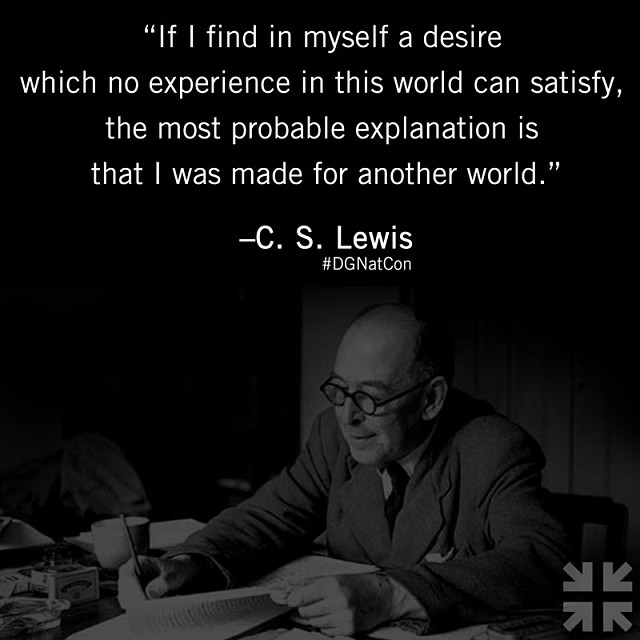 “If I find in myself a desire
which no experience in this world can satisfy,
the most probable explanation is
that I was made for another world.”
–C. S. Lewis
#DGNatCon